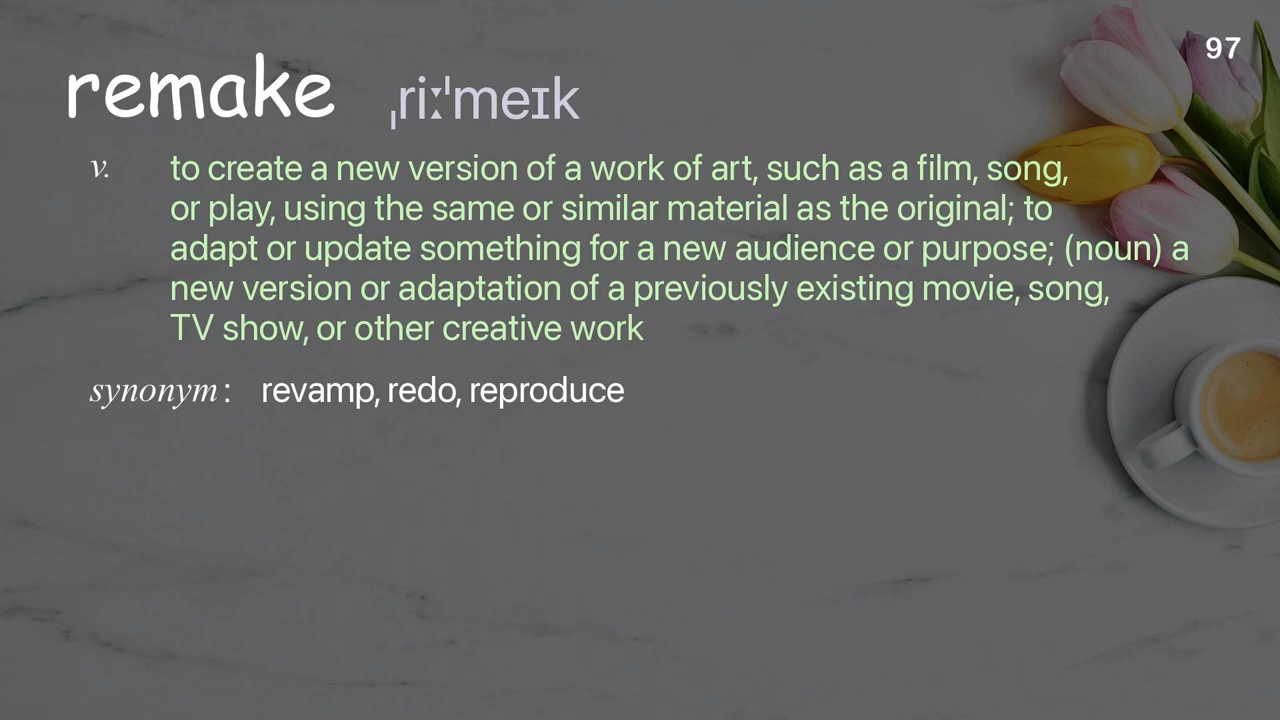 97
remake ˌriːˈmeɪk
v. to create a new version of a work of art, such as a film, song,
or play, using the same or similar material as the original; to
adapt or update something for a new audience or purpose; (noun) a
new version or adaptation of a previously existing movie, song,
TV show, or other creative work
synonym: revamp, redo, reproduce